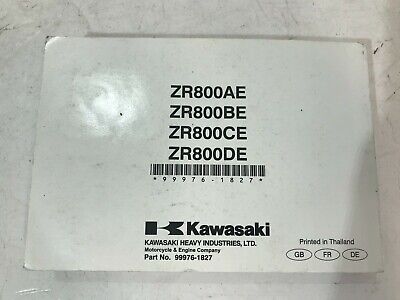 ZR800AE
ZR800BE
ZR800CE
ZR800DE
*99976-1827*
Kawasaki
KAWASAKI HEAVY INDUSTRIES, LTD.
Motorcycle & Engine Company
Part No. 99976-1827
Printed in Thailand
GB FR DE